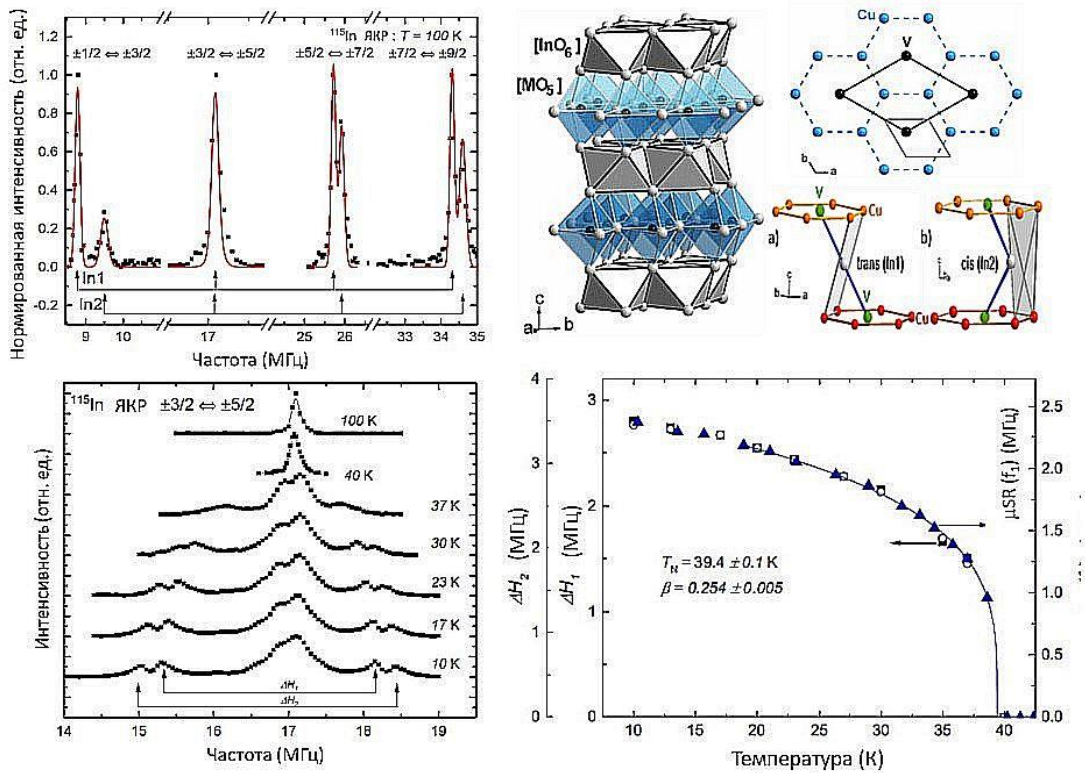 Нормированная интенсивность (отн. ед.)
¹¹⁵In ЯКР ; T = 100 K
±1/2 ⇔ ±3/2
±3/2 ⇔ ±5/2
±5/2 ⇔ ±7/2
±7/2 ⇔ ±9/2
1.2
1.0
0.8
0.6
0.4
0.2
0.0
-0.2
In1
In2
9 10 17 25 26 34 35
Частота (МГц)
[InO₆]
[MO₅]
c
a b
Cu
V
b
a
V
Cu
a)
trans (In1)
c
b a
V
Cu
b)
cis (In2)
c
¹¹⁵In ЯКР ±3/2 ⇔ ±5/2
Интенсивность (отн. ед.)
100 K
40 K
37 K
30 K
23 K
17 K
10 K
ΔH₁
ΔH₂
14 15 16 17 18 19
Частота (МГц)
ΔH₂ (МГц)
4
3
2
1
0
ΔH₁ (МГц)
3
2
1
0
T_N = 39.4 ±0.1 K
β = 0.254 ±0.005
μSR (f₁) (МГц)
2.5
2.0
1.5
1.0
0.5
0.0
10 15 20 25 30 35 40
Температура (К)